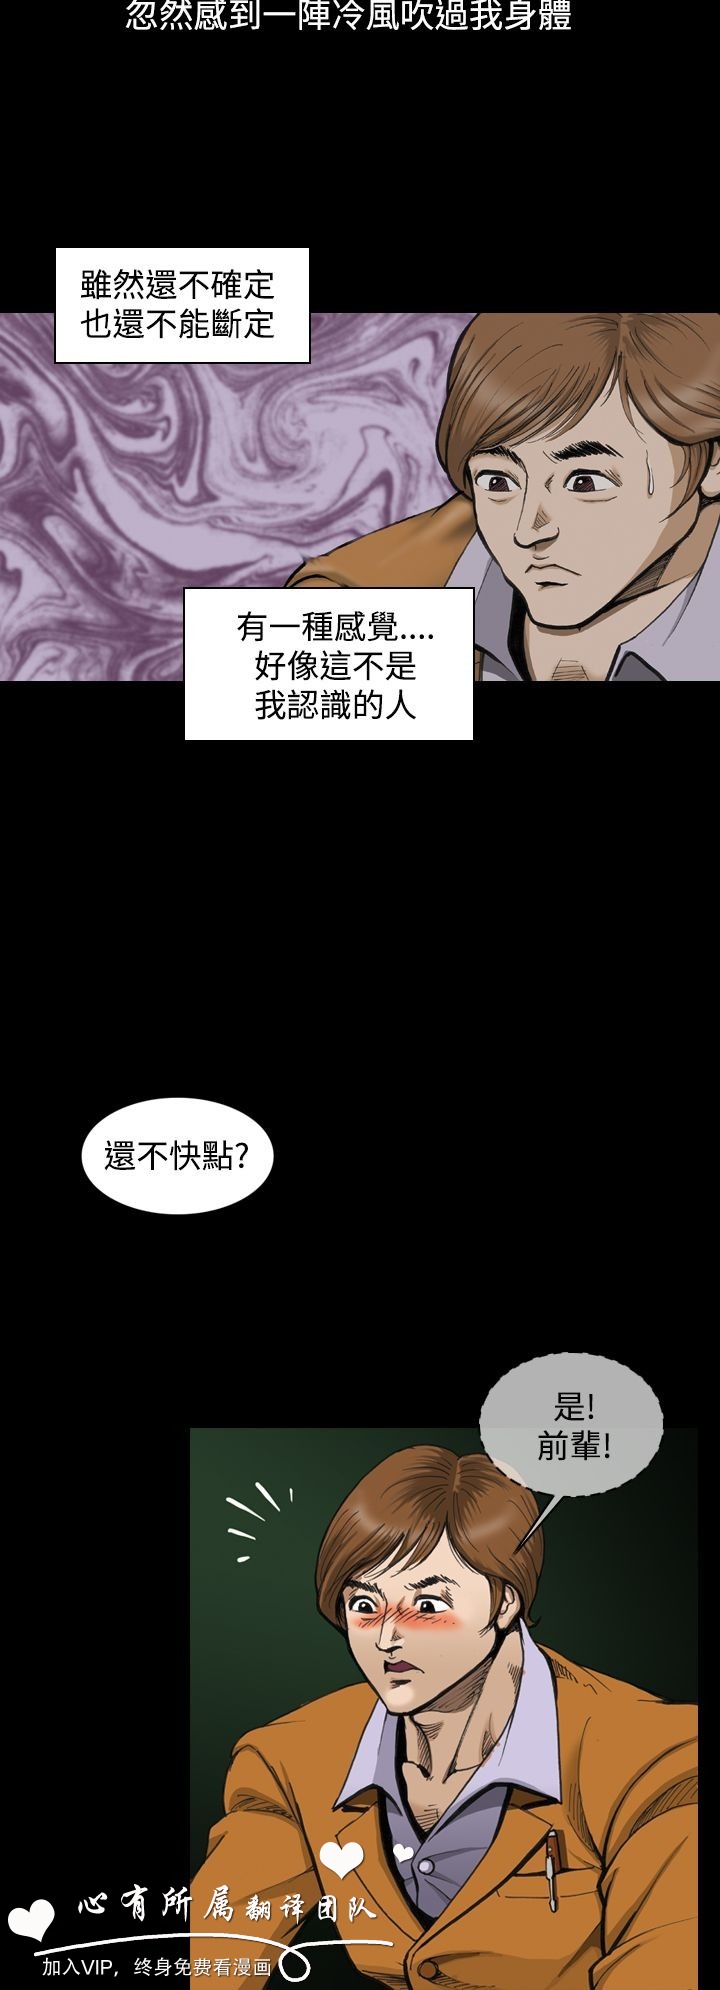 忽然感到一陣冷風吹過我身體
雖然還不確定
也還不能斷定
有一種感覺....
好像這不是
我認識的人
還不快點?
是!
前輩!
心有所属翻译团队
加入VIP，终身免费看漫画